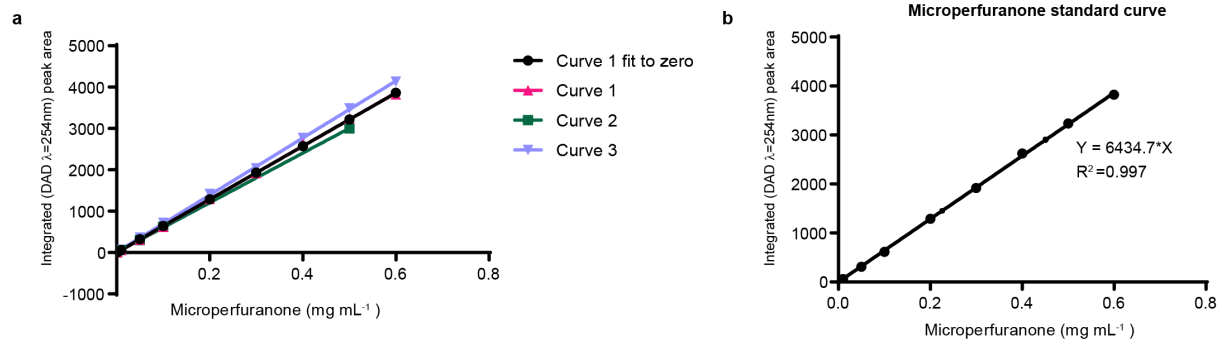 a
5000
4000
3000
2000
1000
0
-1000
0.2
0.4
0.6
0.8
Integrated (DAD λ=254nm) peak area
Microperfuranone (mg mL⁻¹ )
Curve 1 fit to zero
Curve 1
Curve 2
Curve 3
b
Microperfuranone standard curve
5000
4000
3000
2000
1000
0
0.0
0.2
0.4
0.6
0.8
Integrated (DAD λ=254nm) peak area
Microperfuranone (mg mL⁻¹ )
Y = 6434.7*X
R² =0.997